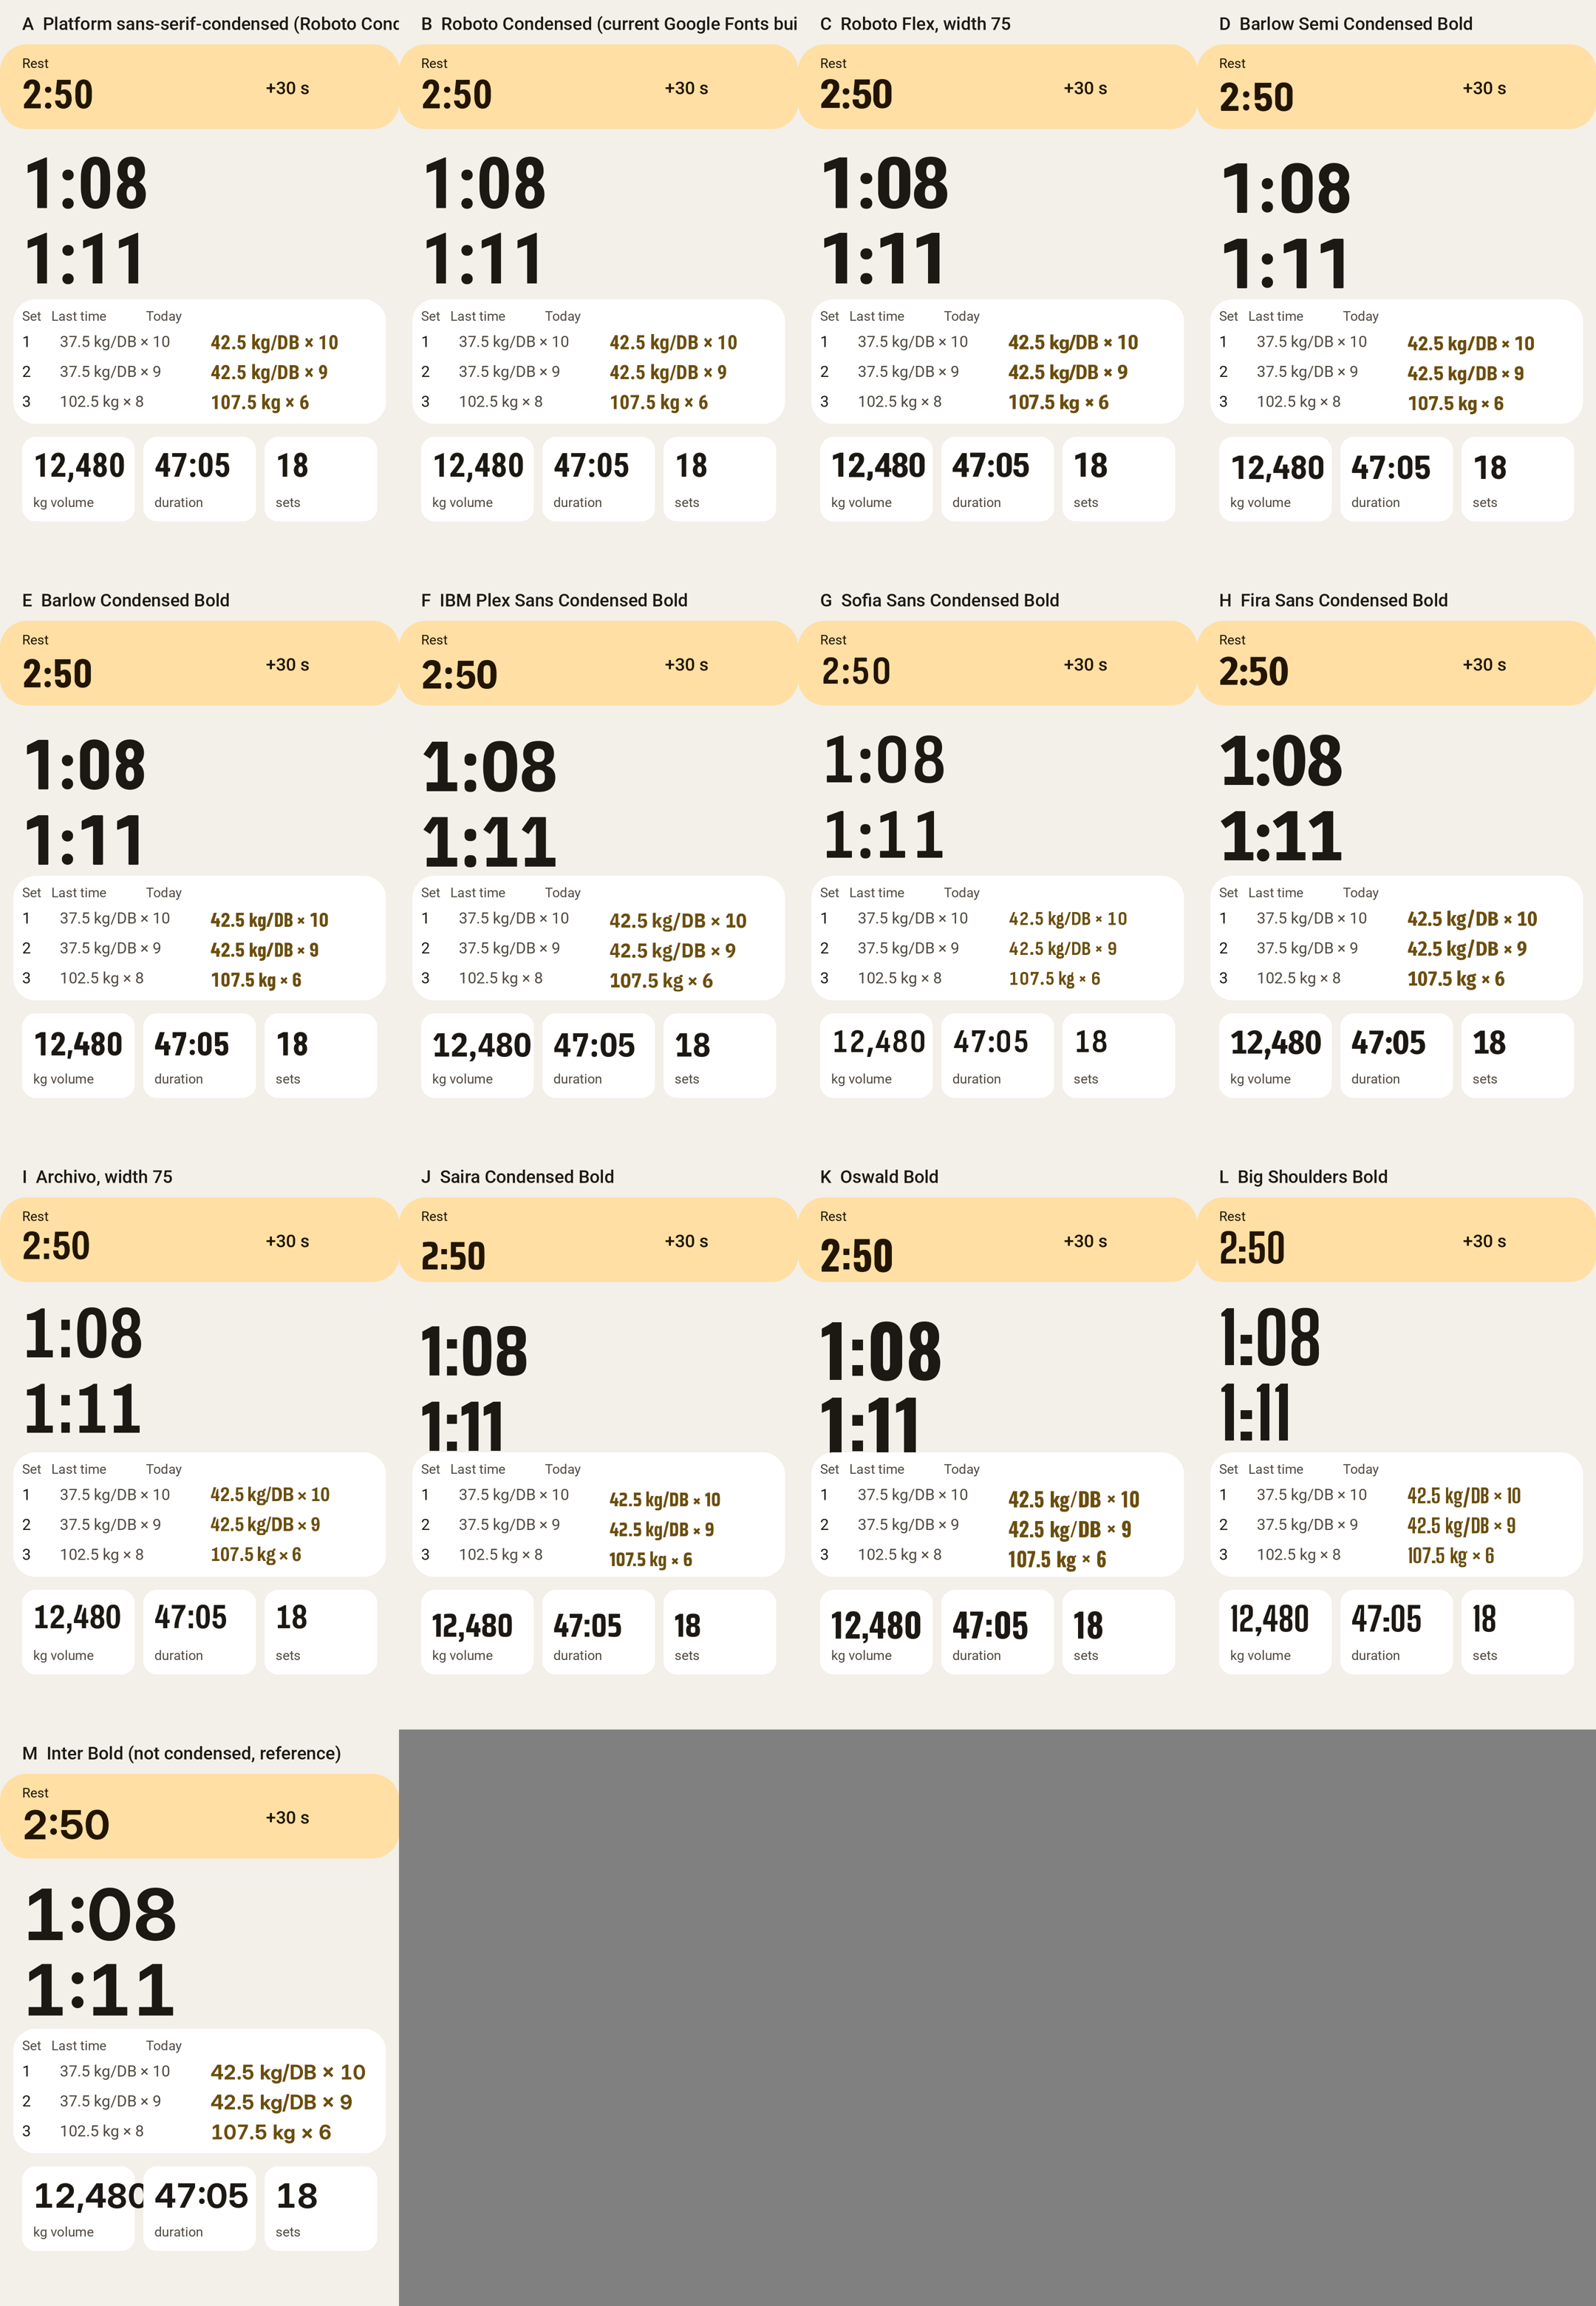 A Platform sans-serif-condensed (Roboto Conc
Rest
2:50
+30 s
1:08
1:11
Set Last time Today
1 37.5 kg/DB × 10 42.5 kg/DB × 10
2 37.5 kg/DB × 9 42.5 kg/DB × 9
3 102.5 kg × 8 107.5 kg × 6
12,480 47:05 18
kg volume duration sets
B Roboto Condensed (current Google Fonts bui
Rest
2:50
+30 s
1:08
1:11
Set Last time Today
1 37.5 kg/DB × 10 42.5 kg/DB × 10
2 37.5 kg/DB × 9 42.5 kg/DB × 9
3 102.5 kg × 8 107.5 kg × 6
12,480 47:05 18
kg volume duration sets
C Roboto Flex, width 75
Rest
2:50
+30 s
1:08
1:11
Set Last time Today
1 37.5 kg/DB × 10 42.5 kg/DB × 10
2 37.5 kg/DB × 9 42.5 kg/DB × 9
3 102.5 kg × 8 107.5 kg × 6
12,480 47:05 18
kg volume duration sets
D Barlow Semi Condensed Bold
Rest
2:50
+30 s
1:08
1:11
Set Last time Today
1 37.5 kg/DB × 10 42.5 kg/DB × 10
2 37.5 kg/DB × 9 42.5 kg/DB × 9
3 102.5 kg × 8 107.5 kg × 6
12,480 47:05 18
kg volume duration sets
E Barlow Condensed Bold
Rest
2:50
+30 s
1:08
1:11
Set Last time Today
1 37.5 kg/DB × 10 42.5 kg/DB × 10
2 37.5 kg/DB × 9 42.5 kg/DB × 9
3 102.5 kg × 8 107.5 kg × 6
12,480 47:05 18
kg volume duration sets
F IBM Plex Sans Condensed Bold
Rest
2:50
+30 s
1:08
1:11
Set Last time Today
1 37.5 kg/DB × 10 42.5 kg/DB × 10
2 37.5 kg/DB × 9 42.5 kg/DB × 9
3 102.5 kg × 8 107.5 kg × 6
12,480 47:05 18
kg volume duration sets
G Sofia Sans Condensed Bold
Rest
2:50
+30 s
1:08
1:11
Set Last time Today
1 37.5 kg/DB × 10 42.5 kg/DB × 10
2 37.5 kg/DB × 9 42.5 kg/DB × 9
3 102.5 kg × 8 107.5 kg × 6
12,480 47:05 18
kg volume duration sets
H Fira Sans Condensed Bold
Rest
2:50
+30 s
1:08
1:11
Set Last time Today
1 37.5 kg/DB × 10 42.5 kg/DB × 10
2 37.5 kg/DB × 9 42.5 kg/DB × 9
3 102.5 kg × 8 107.5 kg × 6
12,480 47:05 18
kg volume duration sets
I Archivo, width 75
Rest
2:50
+30 s
1:08
1:11
Set Last time Today
1 37.5 kg/DB × 10 42.5 kg/DB × 10
2 37.5 kg/DB × 9 42.5 kg/DB × 9
3 102.5 kg × 8 107.5 kg × 6
12,480 47:05 18
kg volume duration sets
J Saira Condensed Bold
Rest
2:50
+30 s
1:08
1:11
Set Last time Today
1 37.5 kg/DB × 10 42.5 kg/DB × 10
2 37.5 kg/DB × 9 42.5 kg/DB × 9
3 102.5 kg × 8 107.5 kg × 6
12,480 47:05 18
kg volume duration sets
K Oswald Bold
Rest
2:50
+30 s
1:08
1:11
Set Last time Today
1 37.5 kg/DB × 10 42.5 kg/DB × 10
2 37.5 kg/DB × 9 42.5 kg/DB × 9
3 102.5 kg × 8 107.5 kg × 6
12,480 47:05 18
kg volume duration sets
L Big Shoulders Bold
Rest
2:50
+30 s
1:08
1:11
Set Last time Today
1 37.5 kg/DB × 10 42.5 kg/DB × 10
2 37.5 kg/DB × 9 42.5 kg/DB × 9
3 102.5 kg × 8 107.5 kg × 6
12,480 47:05 18
kg volume duration sets
M Inter Bold (not condensed, reference)
Rest
2:50
+30 s
1:08
1:11
Set Last time Today
1 37.5 kg/DB × 10 42.5 kg/DB × 10
2 37.5 kg/DB × 9 42.5 kg/DB × 9
3 102.5 kg × 8 107.5 kg × 6
12,480 47:05 18
kg volume duration sets